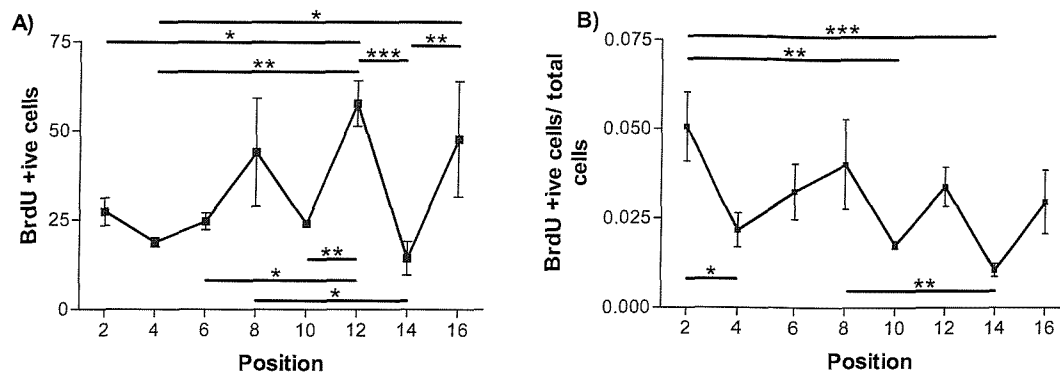 A)
*
*
***
**
**
75
50
25
0
BrdU +ive cells
**
*
*
2 4 6 8 10 12 14 16
Position
B)
***
**
0.075
0.050
0.025
0.000
BrdU +ive cells/ total
cells
*
**
2 4 6 8 10 12 14 16
Position